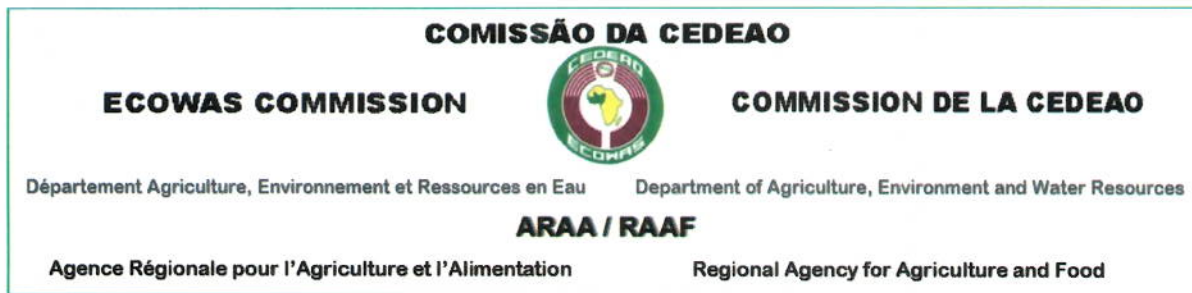 COMISSÃO DA CEDEAO
CEDEAO
ECOWAS COMMISSION
COMMISSION DE LA CEDEAO
ECOWAS
Département Agriculture, Environnement et Ressources en Eau
Department of Agriculture, Environment and Water Resources
ARAA / RAAF
Agence Régionale pour l'Agriculture et l'Alimentation
Regional Agency for Agriculture and Food